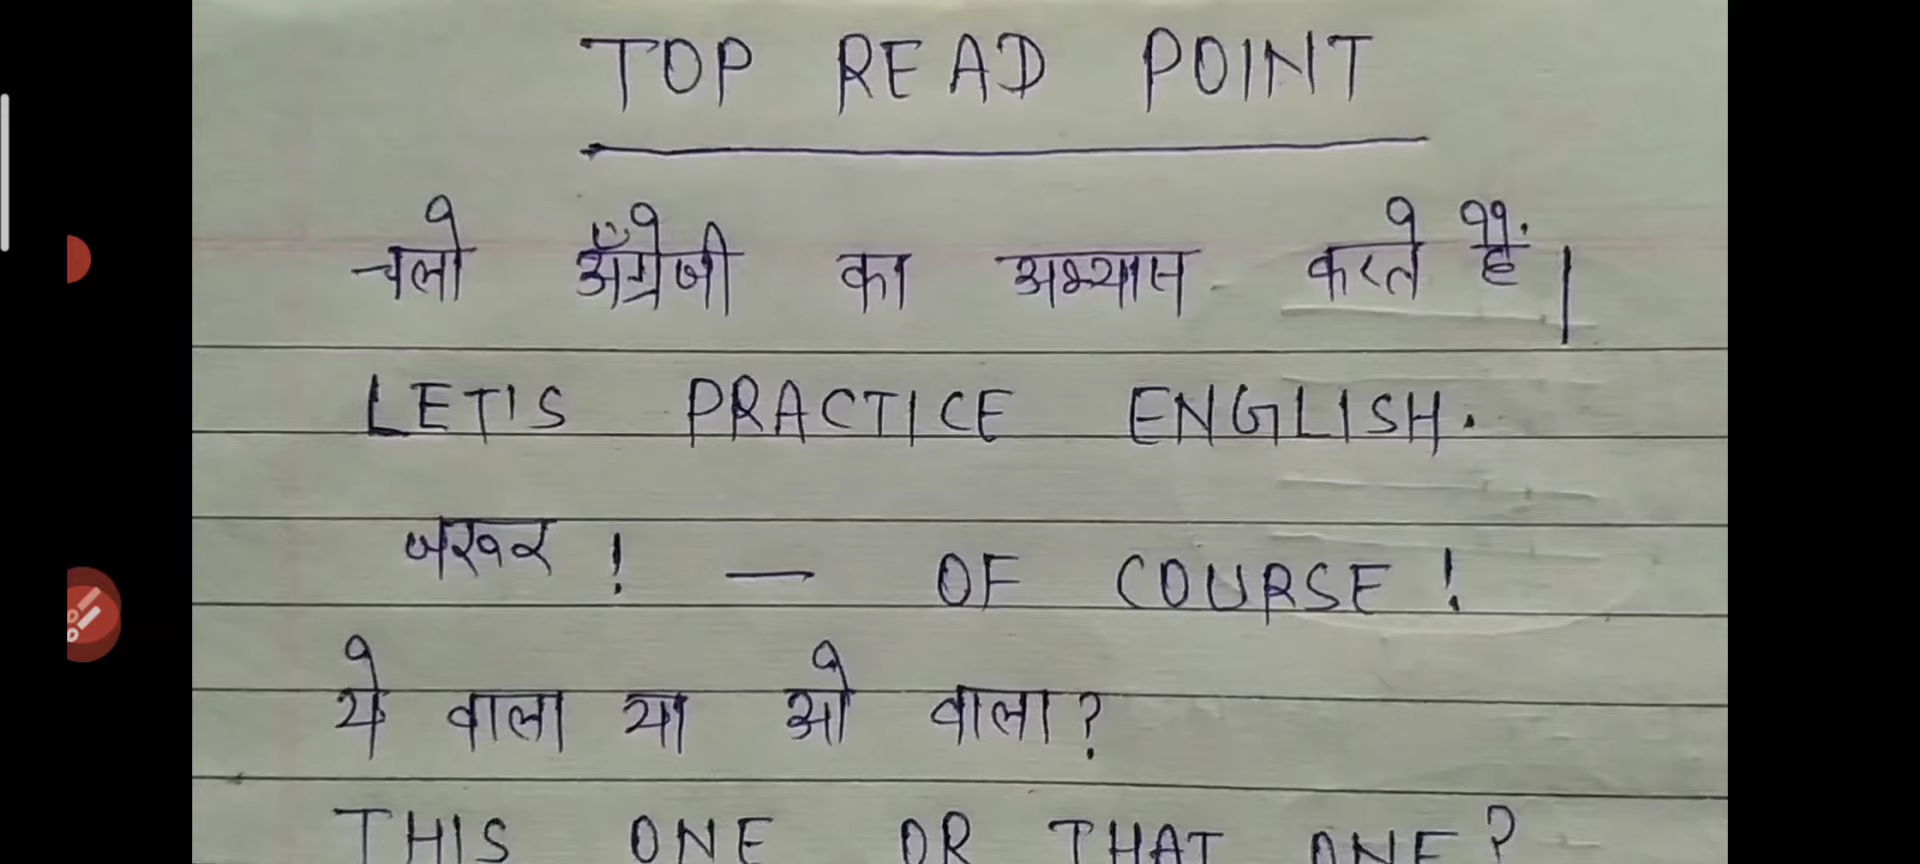 TOP READ POINT
चलो अँग्रेजी का अभ्यास करते हैं।
LET'S PRACTICE ENGLISH.
जरूर ! — OF COURSE !
ये वाला या ओ वाला?
THIS ONE OR THAT ONE?